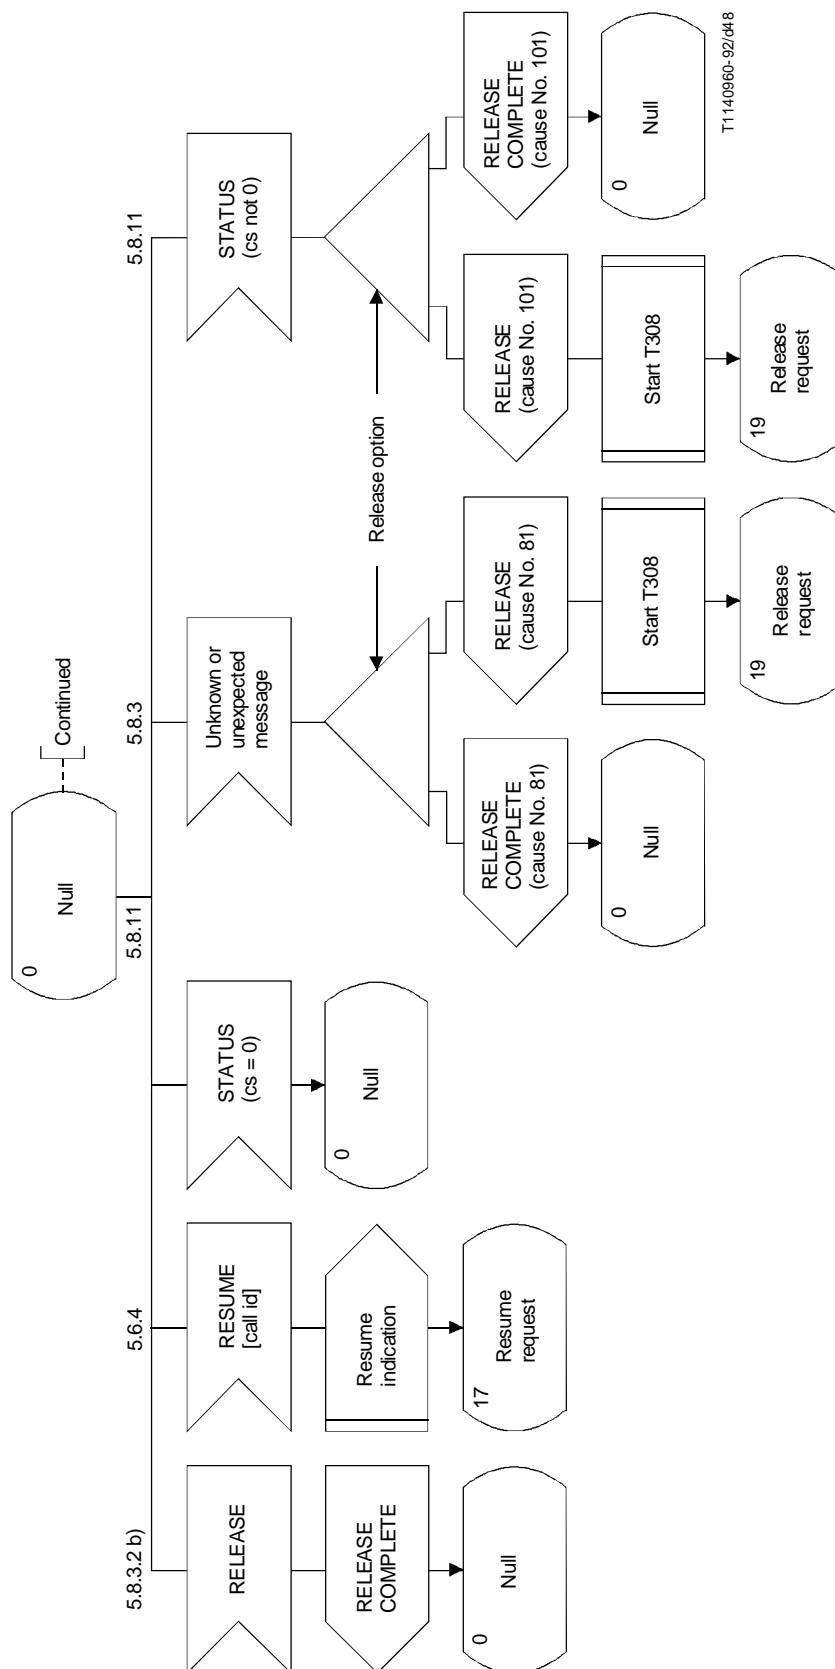 0
Null
Continued
5.8.3.2 b)
5.6.4
5.8.11
5.8.3
5.8.11
RELEASE
RESUME
[call id]
STATUS
(cs = 0)
Unknown or
unexpected
message
STATUS
(cs not 0)
RELEASE
COMPLETE
Resume
indication
0
Null
Release option
0
Null
17
Resume
request
RELEASE
COMPLETE
(cause No. 81)
RELEASE
(cause No. 81)
RELEASE
(cause No. 101)
RELEASE
COMPLETE
(cause No. 101)
0
Null
Start T308
Start T308
0
Null
19
Release
request
19
Release
request
T1140960-92/d48